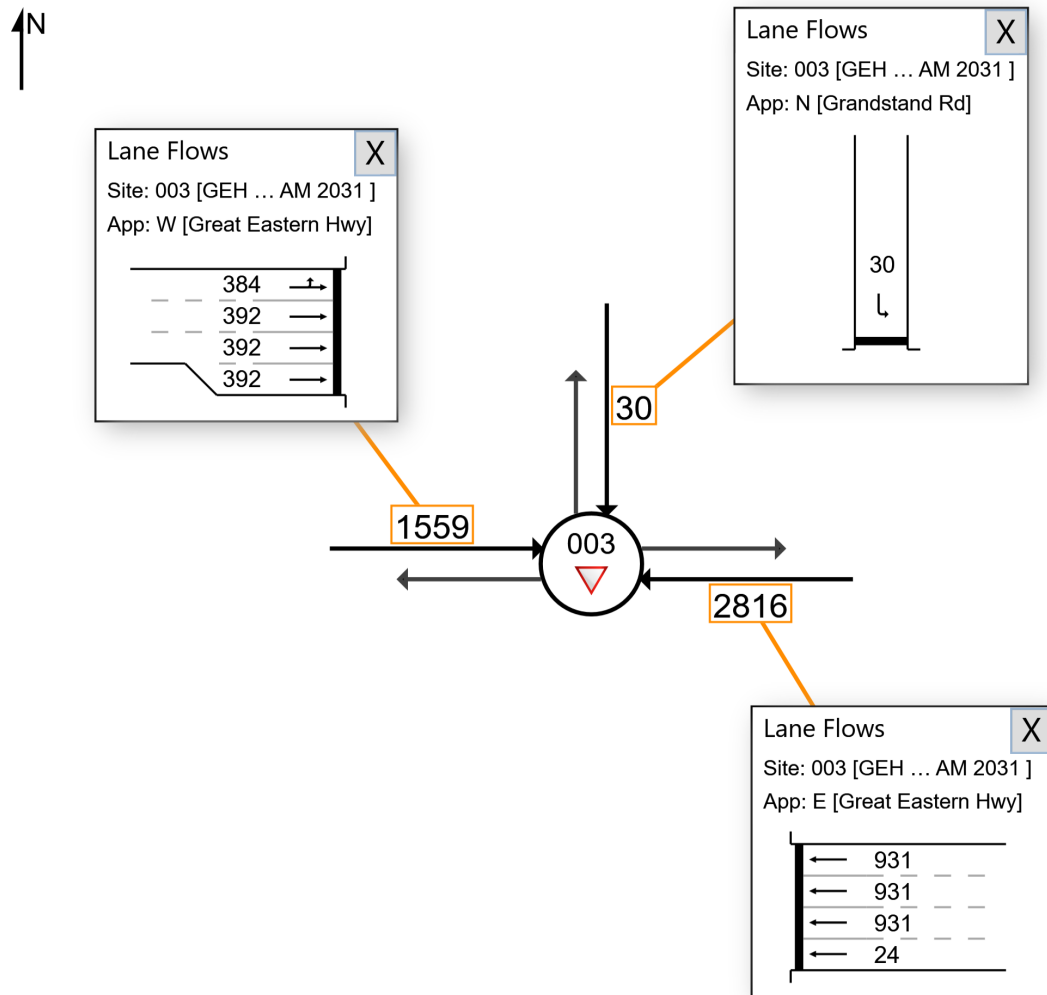 N
Lane Flows X
Site: 003 [GEH ... AM 2031 ]
App: N [Grandstand Rd]
30
Lane Flows X
Site: 003 [GEH ... AM 2031 ]
App: W [Great Eastern Hwy]
384
392
392
392
30
1559
003
2816
Lane Flows X
Site: 003 [GEH ... AM 2031 ]
App: E [Great Eastern Hwy]
931
931
931
24